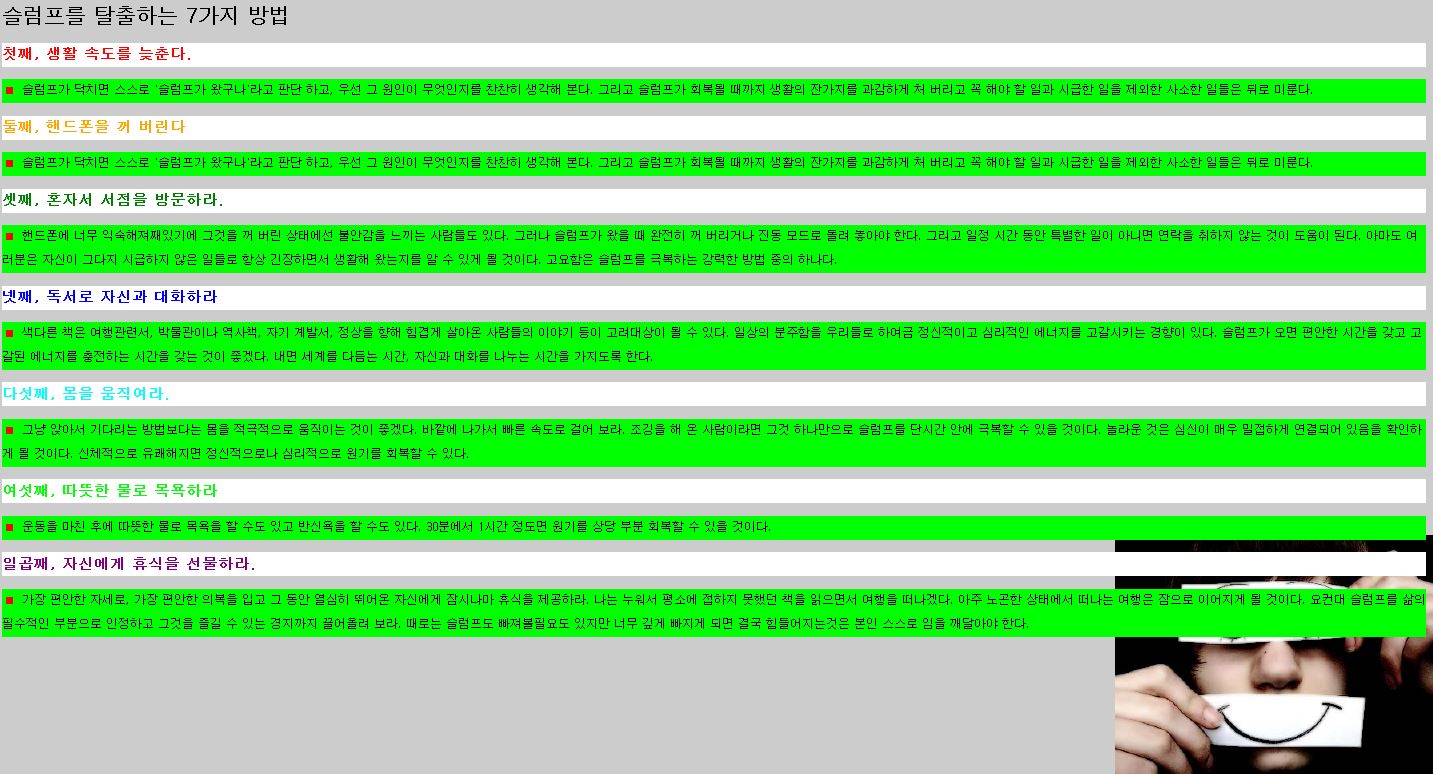 슬럼프를 탈출하는 7가지 방법
첫째, 생활 속도를 늦춘다.
■ 슬럼프가 닥치면 스스로 '슬럼프가 왔구나'라고 판단 하고, 우선 그 원인이 무엇인지를 찬찬히 생각해 본다. 그리고 슬럼프가 회복될 때까지 생활의 잔가지를 과감하게 쳐 버리고 꼭 해야 할 일과 시급한 일을 제외한 사소한 일들은 뒤로 미룬다.
둘째, 핸드폰을 꺼 버린다
■ 슬럼프가 닥치면 스스로 '슬럼프가 왔구나'라고 판단 하고, 우선 그 원인이 무엇인지를 찬찬히 생각해 본다. 그리고 슬럼프가 회복될 때까지 생활의 잔가지를 과감하게 쳐 버리고 꼭 해야 할 일과 시급한 일을 제외한 사소한 일들은 뒤로 미룬다.
셋째, 혼자서 서점을 방문하라.
■ 핸드폰에 너무 익숙해져째있기에 그것을 꺼 버린 상태에선 불안감을 느끼는 사람들도 있다. 그러나 슬럼프가 왔을 때 완전히 꺼 버리거나 진동 모드로 돌려 놓아야 한다. 그리고 일정 시간 동안 특별한 일이 아니면 연락을 취하지 않는 것이 도움이 된다. 아마도 여
러분은 자신이 그다지 시급하지 않은 일들로 항상 긴장하면서 생활해 왔는지를 알 수 있게 될 것이다. 고요함은 슬럼프를 극복하는 강력한 방법 중의 하나다.
넷째, 독서로 자신과 대화하라
■ 색다른 책은 여행관련서, 박물관이나 역사책, 자기 계발서, 정상을 향해 힘겹게 살아온 사람들의 이야기 등이 고려대상이 될 수 있다. 일상의 분주함을 우리들로 하여금 정신적이고 심리적인 에너지를 고갈시키는 경향이 있다. 슬럼프가 오면 편안한 시간을 갖고 고
갈된 에너지를 충전하는 시간을 갖는 것이 좋겠다. 내면 세계를 다듬는 시간, 자신과 대화를 나누는 시간을 가지도록 한다.
다섯째, 몸을 움직여라.
■ 그냥 앉아서 기다리는 방법보다는 몸을 적극적으로 움직이는 것이 좋겠다. 바깥에 나가서 빠른 속도로 걸어 보라. 조깅을 해 온 사람이라면 그것 하나만으로 슬럼프를 단시간 안에 극복할 수 있을 것이다. 놀라운 것은 심신이 매우 밀접하게 연결되어 있음을 확인하
게 될 것이다. 신체적으로 유쾌해지면 정신적으로나 심리적으로 원기를 회복할 수 있다.
여섯째, 따뜻한 물로 목욕하라
■ 운동을 마친 후에 따뜻한 물로 목욕을 할 수도 있고 반신욕을 할 수도 있다. 30분에서 1시간 정도면 원기를 상당 부분 회복할 수 있을 것이다.
일곱째, 자신에게 휴식을 선물하라.
■ 가장 편안한 자세로, 가장 편안한 의복을 입고 그 동안 열심히 뛰어온 자신에게 잠시나마 휴식을 제공하라. 나는 누워서 평소에 접하지 못했던 책을 읽으면서 여행을 떠나겠다. 아주 노곤한 상태에서 떠나는 여행은 잠으로 이어지게 될 것이다. 요컨대 슬럼프를 삶의
필수적인 부분으로 인정하고 그것을 즐길 수 있는 경지까지 끌어올려 보라. 때로는 슬럼프도 빠져볼필요도 있지만 너무 깊게 빠지게 되면 결국 힘들어지는것은 본인 스스로 임을 깨달아야 한다.